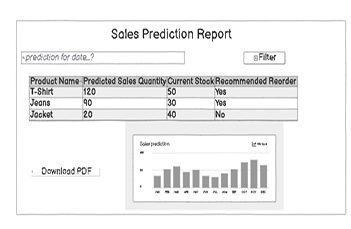 Sales Prediction Report
prediction for date..?
Filter
Product Name Predicted Sales Quantity Current Stock Recommended Reorder
T-Shirt 120 50 Yes
Jeans 90 30 Yes
Jacket 20 40 No
Sales prediction
Download PDF